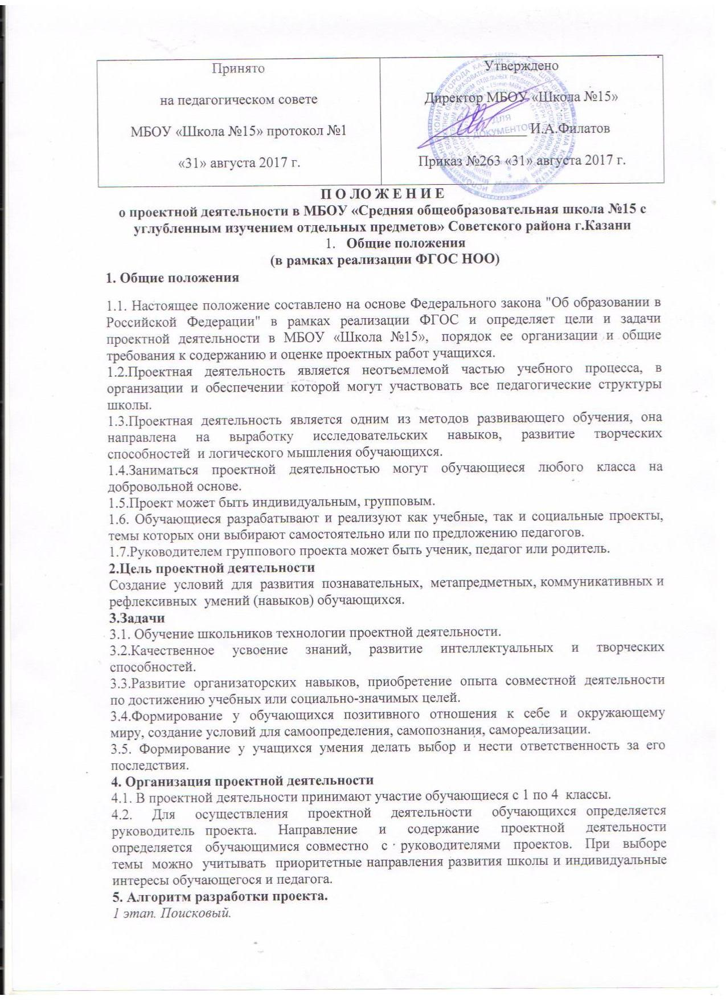 Принято
на педагогическом совете
МБОУ «Школа №15» протокол №1
«31» августа 2017 г.
Утверждено
Директор МБОУ «Школа №15»
И.А.Филатов
Приказ №263 «31» августа 2017 г.
ДЛЯ
ДОКУМЕНТОВ
П О ЛО Ж Е Н И Е
о проектной деятельности в МБОУ «Средняя общеобразовательная школа №15 с
углубленным изучением отдельных предметов» Советского района г.Казани
1. Общие положения
(в рамках реализации ФГОС НОО)
1. Общие положения
1.1. Настоящее положение составлено на основе Федерального закона "Об образовании в
Российской Федерации" в рамках реализации ФГОС и определяет цели и задачи
проектной деятельности в МБОУ «Школа №15», порядок ее организации и общие
требования к содержанию и оценке проектных работ учащихся.
1.2.Проектная деятельность является неотъемлемой частью учебного процесса, в
организации и обеспечении которой могут участвовать все педагогические структуры
школы.
1.3.Проектная деятельность является одним из методов развивающего обучения, она
направлена на выработку исследовательских навыков, развитие творческих
способностей и логического мышления обучающихся.
1.4.Заниматься проектной деятельностью могут обучающиеся любого класса на
добровольной основе.
1.5.Проект может быть индивидуальным, групповым.
1.6. Обучающиеся разрабатывают и реализуют как учебные, так и социальные проекты,
темы которых они выбирают самостоятельно или по предложению педагогов.
1.7.Руководителем группового проекта может быть ученик, педагог или родитель.
2.Цель проектной деятельности
Создание условий для развития познавательных, метапредметных, коммуникативных и
рефлексивных умений (навыков) обучающихся.
3.Задачи
3.1. Обучение школьников технологии проектной деятельности.
3.2.Качественное усвоение знаний, развитие интеллектуальных и творческих
способностей.
3.3.Развитие организаторских навыков, приобретение опыта совместной деятельности
по достижению учебных или социально-значимых целей.
3.4.Формирование у обучающихся позитивного отношения к себе и окружающему
миру, создание условий для самоопределения, самопознания, самореализации.
3.5. Формирование у учащихся умения делать выбор и нести ответственность за его
последствия.
4. Организация проектной деятельности
4.1. В проектной деятельности принимают участие обучающиеся с 1 по 4 классы.
4.2. Для осуществления проектной деятельности обучающихся определяется
руководитель проекта. Направление и содержание проектной деятельности
определяется обучающимися совместно с руководителями проектов. При выборе
темы можно учитывать приоритетные направления развития школы и индивидуальные
интересы обучающегося и педагога.
5. Алгоритм разработки проекта.
1 этап. Поисковый.